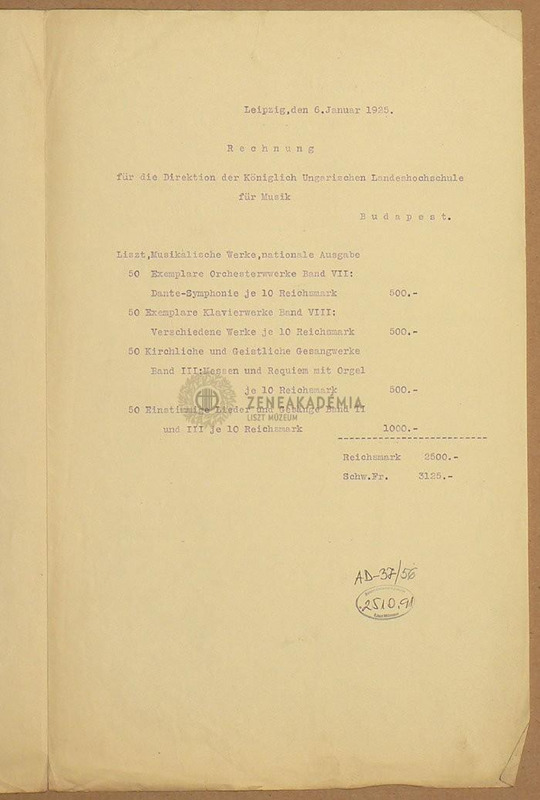 Leipzig,den 6.Januar 1925.
Rechnung
für die Direktion der Königlich Ungarischen Landeshochschule
für Musik
Budapest.
Liszt,Musikalische Werke,nationale Ausgabe
50 Exemplare Orchesterwwerke Band VII:
Dante-Symphonie je 10 Reichsmark 500.-
50 Exemplare Klavierwerke Band VIII:
Verschiedene Werke je 10 Reichsmark 500.-
50 Kirchliche und Geistliche Gesangwerke
Band III:Messen und Requiem mit Orgel
je 10 Reichsmark 500.-
ZENEAKADÉMIA
50 Einstimmige Lieder und Gesänge Band II
LISZT MÚZEUM
und III je 10 Reichsmark 1000.-
Reichsmark 2500.-
Schw.Fr. 3125.-
AD-37/56
2510.91